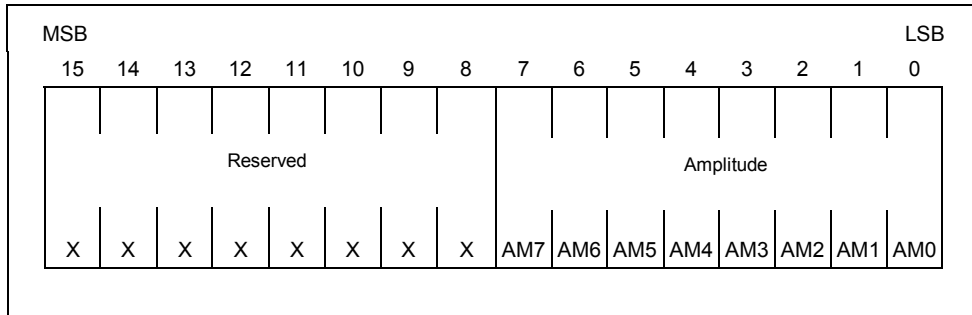 MSB LSB
15 14 13 12 11 10 9 8 7 6 5 4 3 2 1 0
Reserved Amplitude
X X X X X X X X AM7 AM6 AM5 AM4 AM3 AM2 AM1 AM0